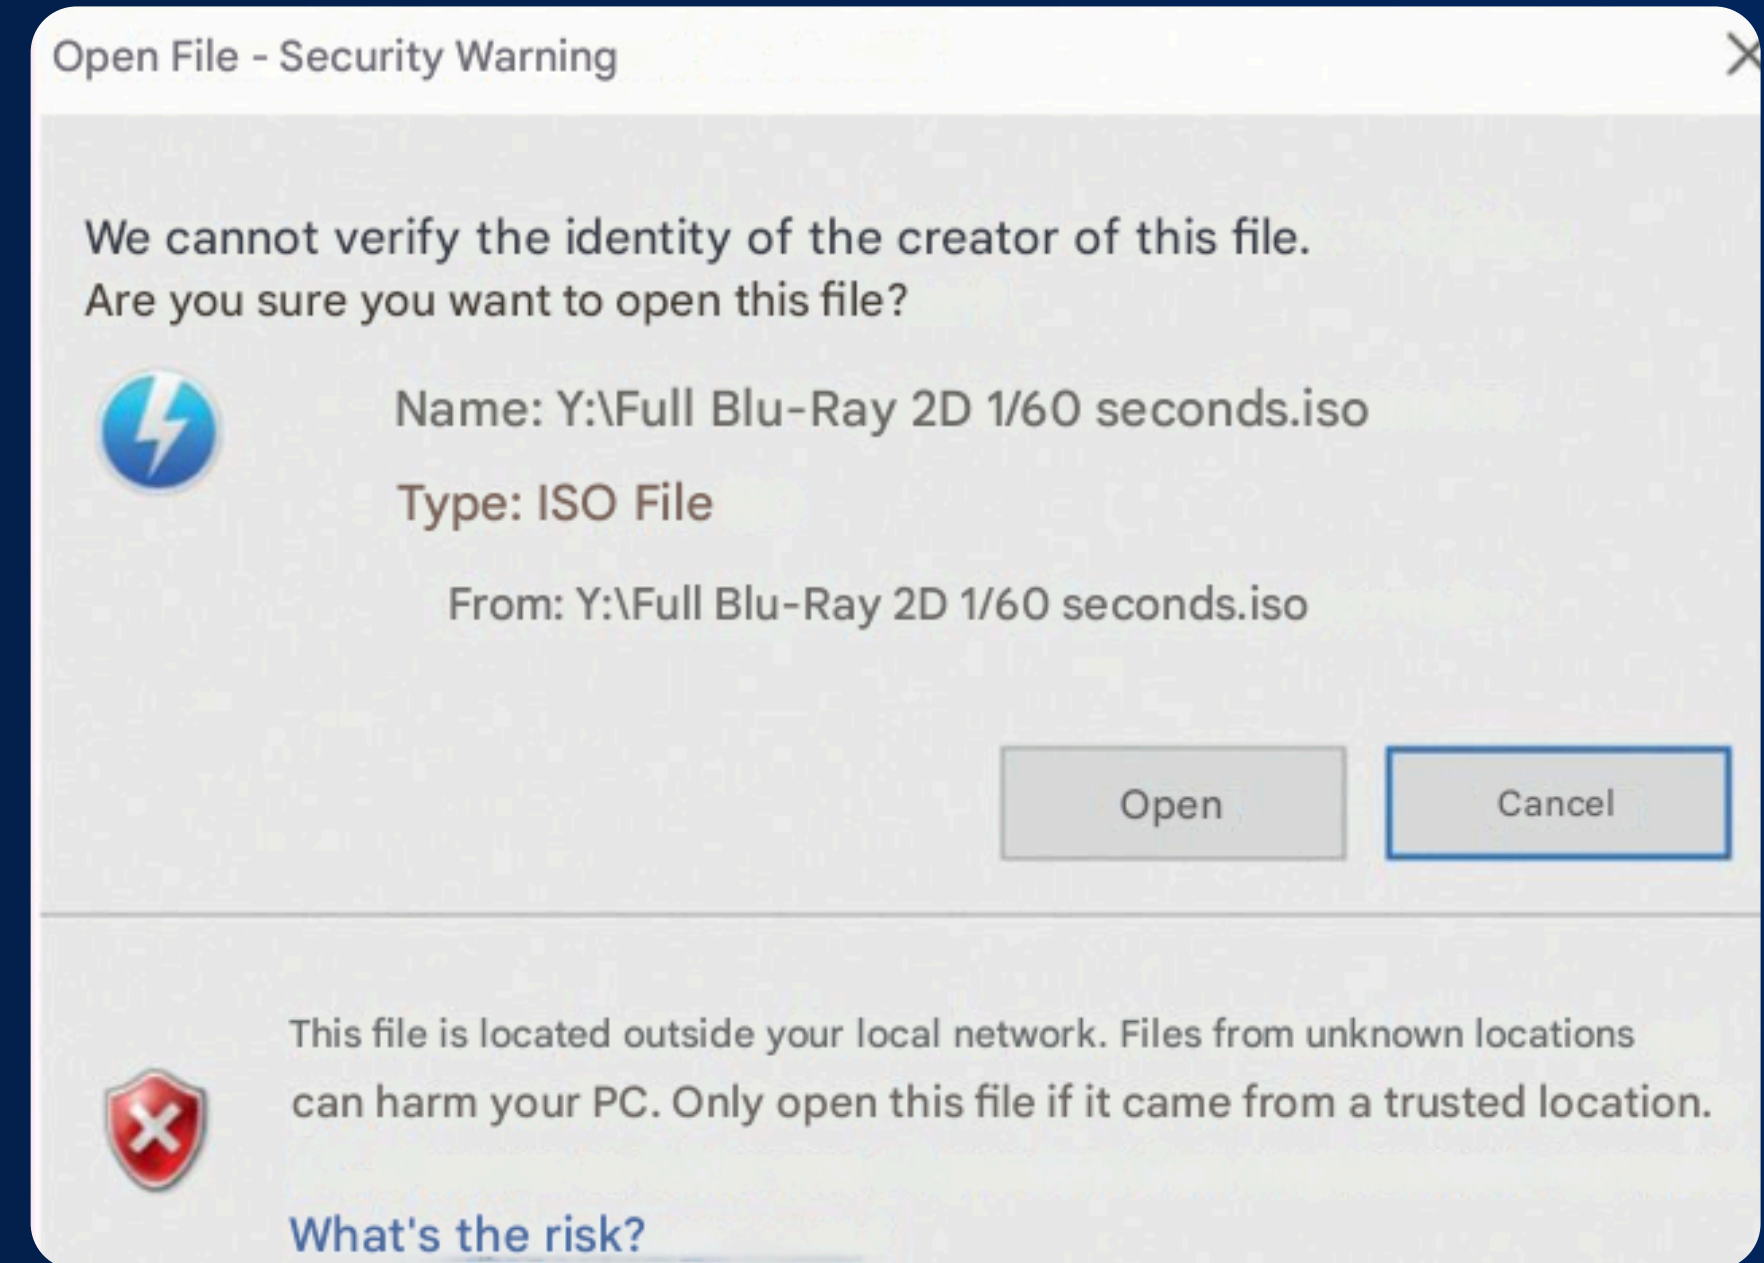 Open File - Security Warning
We cannot verify the identity of the creator of this file.
Are you sure you want to open this file?
Name: Y:\Full Blu-Ray 2D 1/60 seconds.iso
Type: ISO File
From: Y:\Full Blu-Ray 2D 1/60 seconds.iso
Open
Cancel
This file is located outside your local network. Files from unknown locations
can harm your PC. Only open this file if it came from a trusted location.
What's the risk?